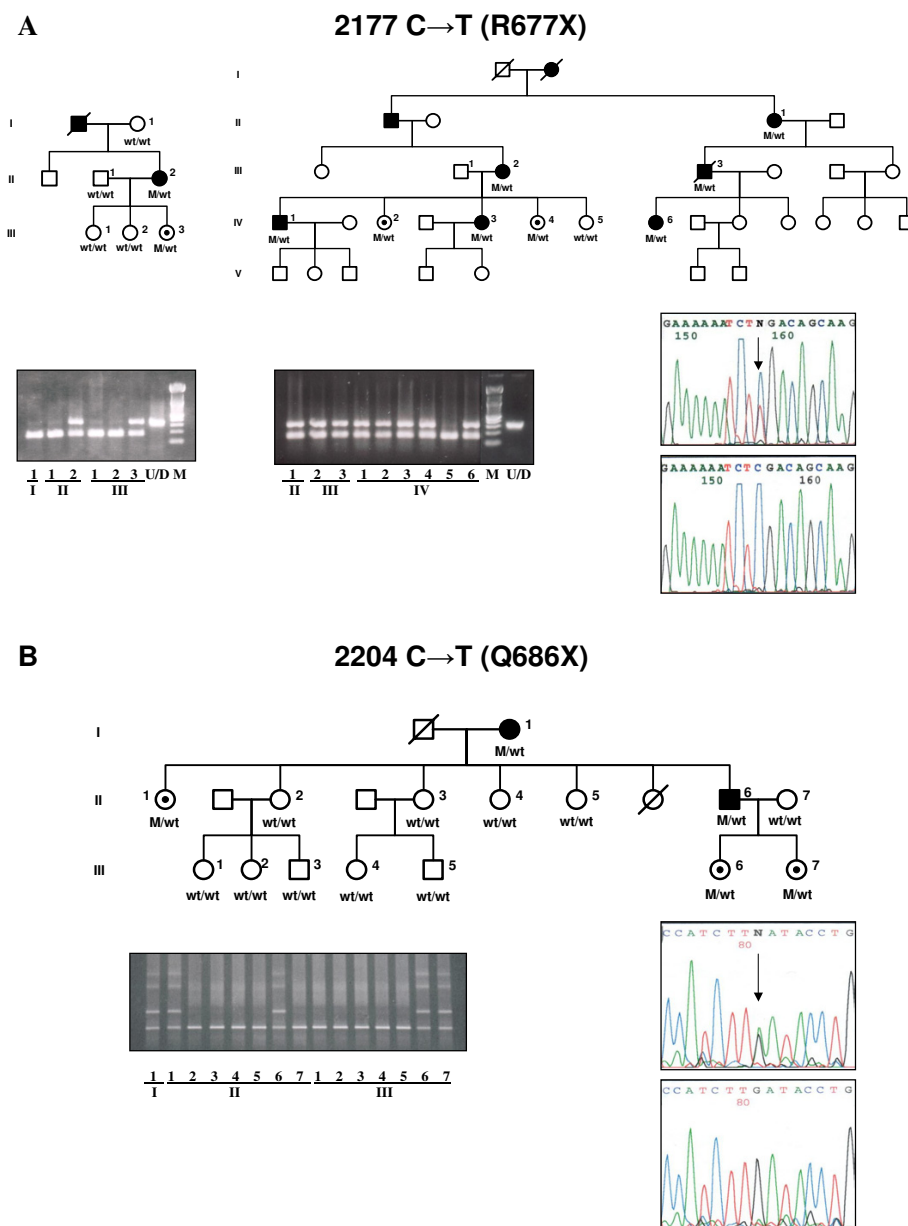 A
2177 C→T (R677X)
I
1
wt/wt
II
1
wt/wt
2
M/wt
III
1
wt/wt
2
wt/wt
3
M/wt
I
II
1
M/wt
III
1
2
M/wt
3
M/wt
IV
1
M/wt
2
M/wt
3
M/wt
4
M/wt
5
wt/wt
6
M/wt
V
1 1 2 1 2 3 U/D M
I II III
1 2 3 1 2 3 4 5 6 M U/D
II III IV
GAAAAAATCTNGACAGCAAG
150 160
GAAAAAATCTCGACAGCAAG
150 160
B
2204 C→T (Q686X)
I
1
M/wt
II
1
M/wt
2
wt/wt
3
wt/wt
4
wt/wt
5
wt/wt
6
M/wt
7
wt/wt
III
1
wt/wt
2
wt/wt
3
wt/wt
4
wt/wt
5
wt/wt
6
M/wt
7
M/wt
1 1 2 3 4 5 6 7 1 2 3 4 5 6 7
I II III
CCATCTTNATACCTG
80
CCATCTTGATACCTG
80